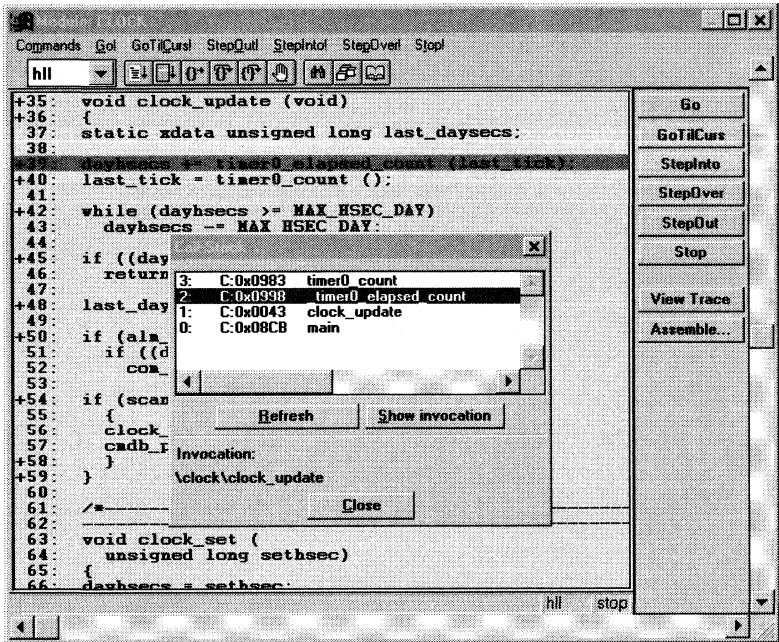 Module: CLOCK
Commands Go! GoTilCurs! StepOut! StepInto! StepOver! Stop!
hll
+35: void clock_update (void)
+36: {
37: static xdata unsigned long last_daysecs;
38:
+39: dayhsecs += timer0_elapsed_count (last_tick);
+40: last_tick = timer0_count ();
41:
+42: while (dayhsecs >= MAX_HSEC_DAY)
43: dayhsecs -= MAX_HSEC_DAY;
44:
+45: if ((day
46: return
47:
+48: last_day
49:
+50: if (alm_
51: if ((d
52: com_
53:
+54: if (scan
55: {
56: clock_
57: cmdb_p
+58: }
+59: }
60:
61: /*------------------------------
62: ------------------------------
63: void clock_set (
64: unsigned long sethsec)
65: {
66: dayhsecs = sethsec;
Go
GoTilCurs
StepInto
StepOver
StepOut
Stop
View Trace
Assemble...
3: C:0x0983 timer0_count
2: C:0x0998 timer0_elapsed_count
1: C:0x0043 clock_update
0: C:0x08CB main
Refresh Show invocation
Invocation:
\clock\clock_update
Close
hll stop